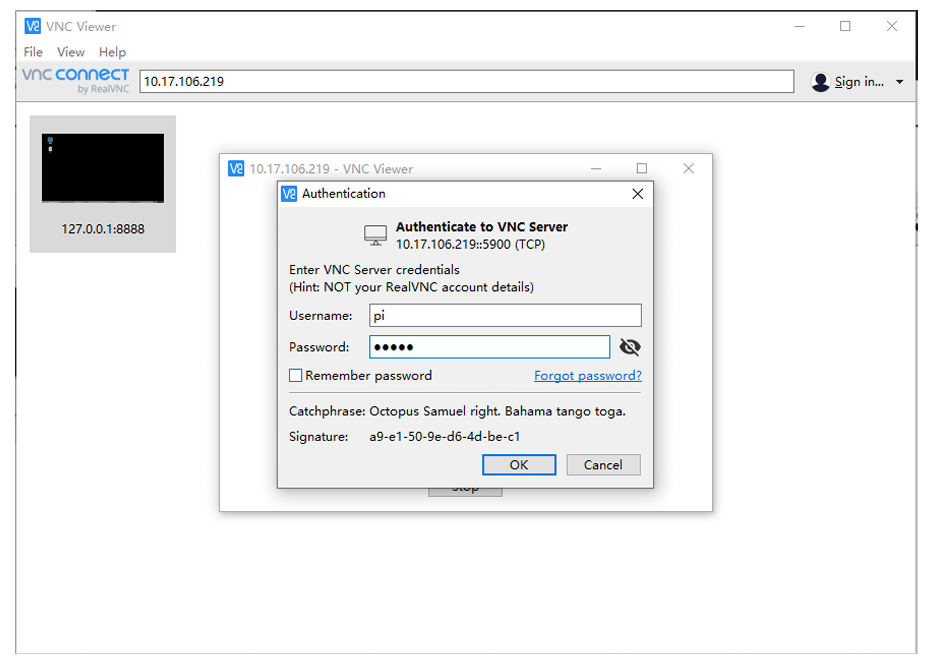 VNC Viewer
File View Help
vnc connect
by RealVNC
10.17.106.219
Sign in...
127.0.0.1:8888
10.17.106.219 - VNC Viewer
Authentication
Authenticate to VNC Server
10.17.106.219::5900 (TCP)
Enter VNC Server credentials
(Hint: NOT your RealVNC account details)
Username: pi
Password: •••••
Remember password Forgot password?
Catchphrase: Octopus Samuel right. Bahama tango toga.
Signature: a9-e1-50-9e-d6-4d-be-c1
OK Cancel
Stop